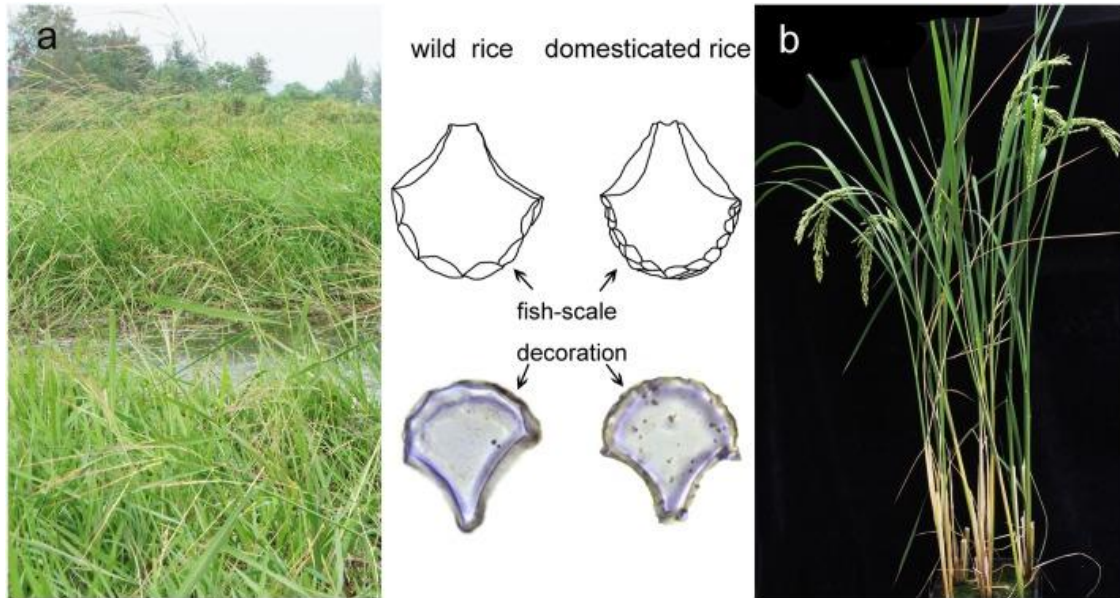 a
wild rice
domesticated rice
b
fish-scale
decoration